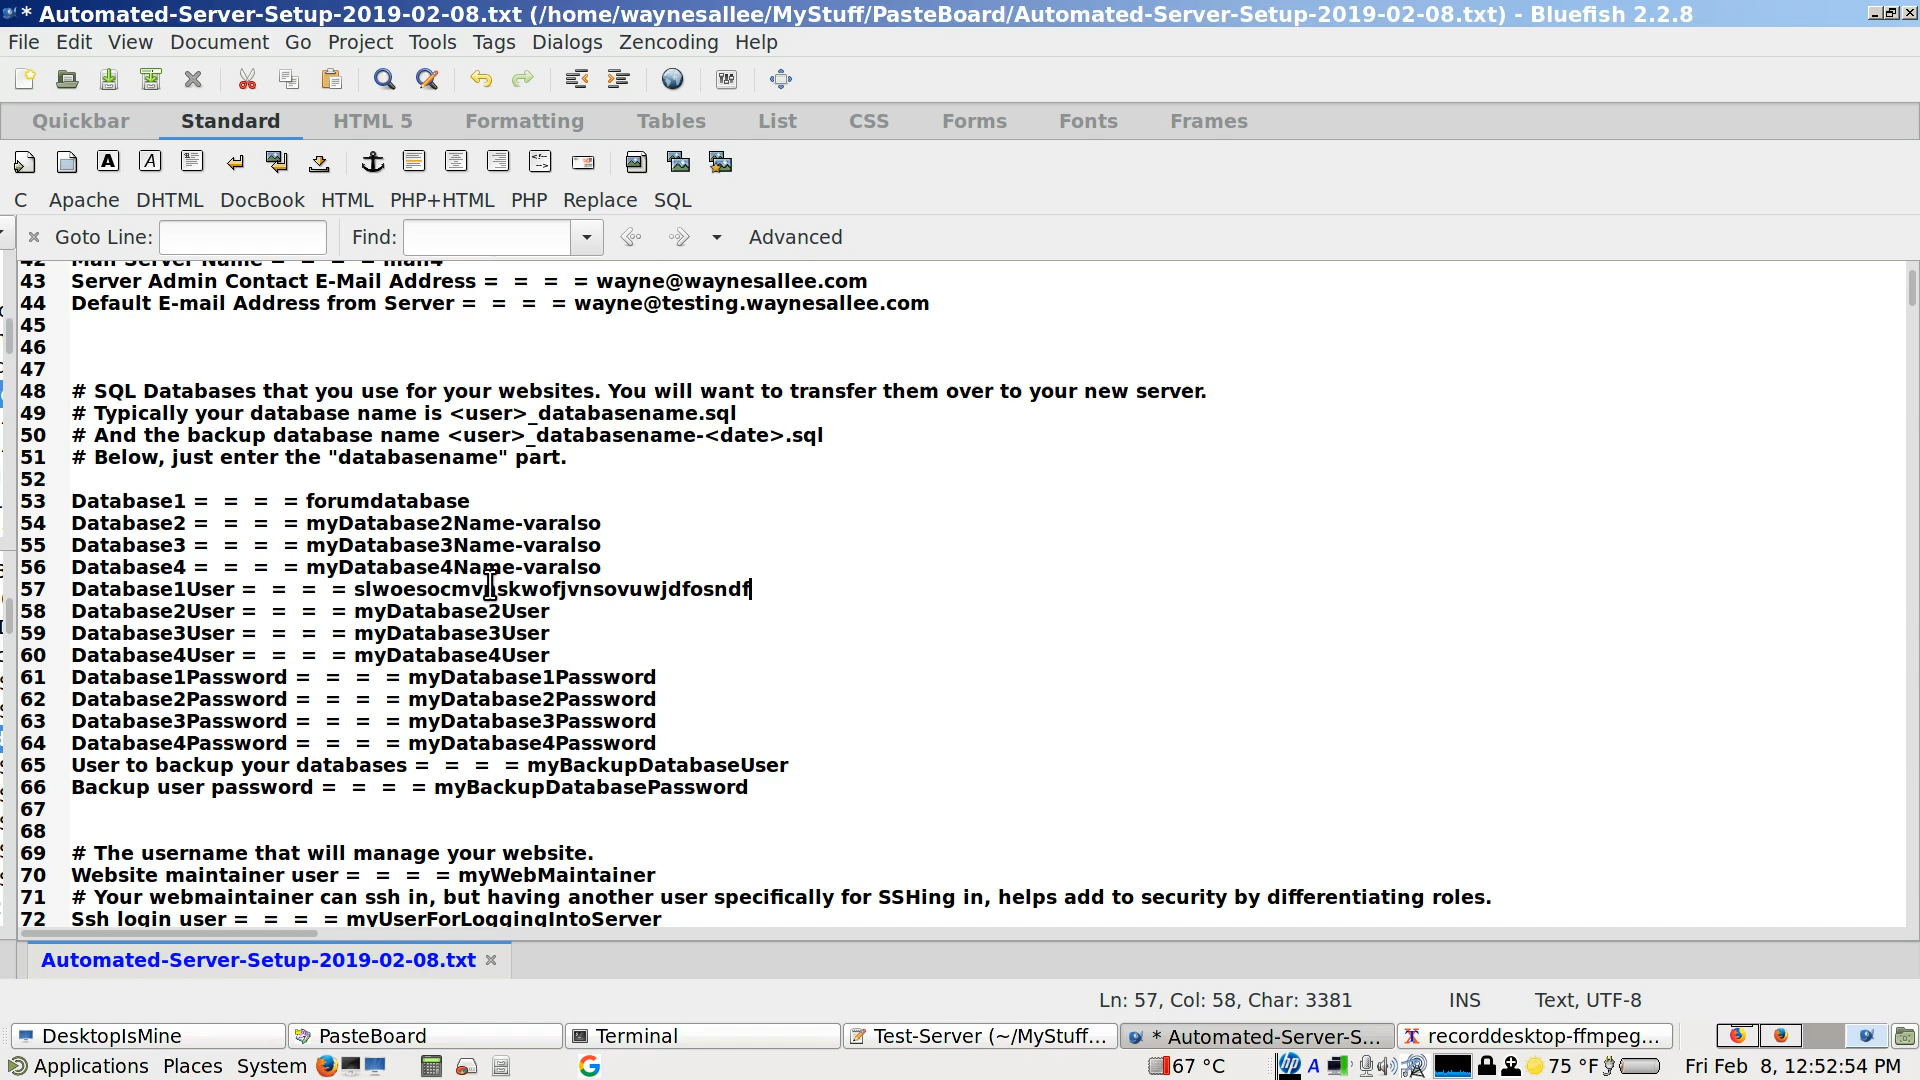 * Automated-Server-Setup-2019-02-08.txt (/home/waynesallee/MyStuff/PasteBoard/Automated-Server-Setup-2019-02-08.txt) - Bluefish 2.2.8
File Edit View Document Go Project Tools Tags Dialogs Zencoding Help
Quickbar Standard HTML 5 Formatting Tables List CSS Forms Fonts Frames
C Apache DHTML DocBook HTML PHP+HTML PHP Replace SQL
Goto Line: Find: Advanced
42 Mail Server Name = = = = mail4
43 Server Admin Contact E-Mail Address = = = = wayne@waynesallee.com
44 Default E-mail Address from Server = = = = wayne@testing.waynesallee.com
45
46
47
48 # SQL Databases that you use for your websites. You will want to transfer them over to your new server.
49 # Typically your database name is <user>_databasename.sql
50 # And the backup database name <user>_databasename-<date>.sql
51 # Below, just enter the "databasename" part.
52
53 Database1 = = = = forumdatabase
54 Database2 = = = = myDatabase2Name-varalso
55 Database3 = = = = myDatabase3Name-varalso
56 Database4 = = = = myDatabase4Name-varalso
57 Database1User = = = =
58 Database2User = = = = myDatabase2User
59 Database3User = = = = myDatabase3User
60 Database4User = = = = myDatabase4User
61 Database1Password = = = = myDatabase1Password
62 Database2Password = = = = myDatabase2Password
63 Database3Password = = = = myDatabase3Password
64 Database4Password = = = = myDatabase4Password
65 User to backup your databases = = = = myBackupDatabaseUser
66 Backup user password = = = = myBackupDatabasePassword
67
68
69 # The username that will manage your website.
70 Website maintainer user = = = = myWebMaintainer
71 # Your webmaintainer can ssh in, but having another user specifically for SSHing in, helps add to security by differentiating roles.
72 Ssh login user = = = = myUserForLoggingIntoServer
Automated-Server-Setup-2019-02-08.txt
Ln: 57, Col: 58, Char: 3381 INS Text, UTF-8
DesktopIsMine PasteBoard Terminal Test-Server (~/MyStuff... * Automated-Server-S... recorddesktop-ffmpeg...
Applications Places System 67 °C 75 °F Fri Feb 8, 12:52:54 PM